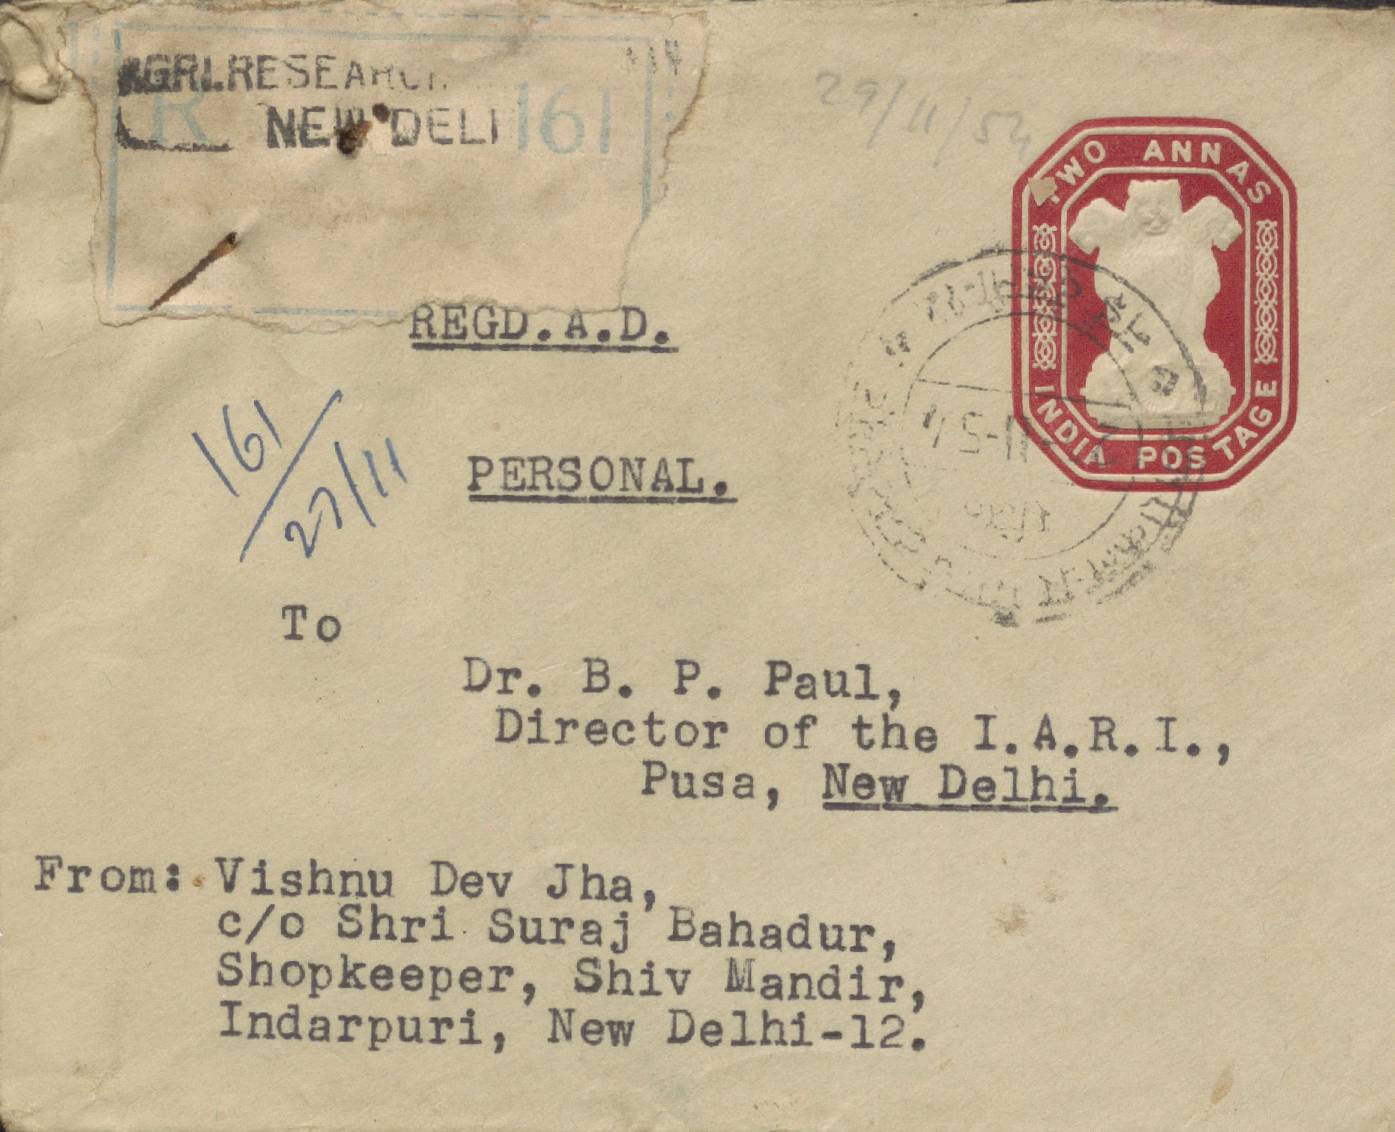 AGRI.RESEARCH
NEW DELHI
R 161
29/11/54
TWO ANNAS
INDIA POSTAGE
REGD.A.D.
161
27/11
PERSONAL.
To
Dr. B. P. Paul,
Director of the I.A.R.I.,
Pusa, New Delhi.
From: Vishnu Dev Jha,
c/o Shri Suraj Bahadur,
Shopkeeper, Shiv Mandir,
Indarpuri, New Delhi-12.